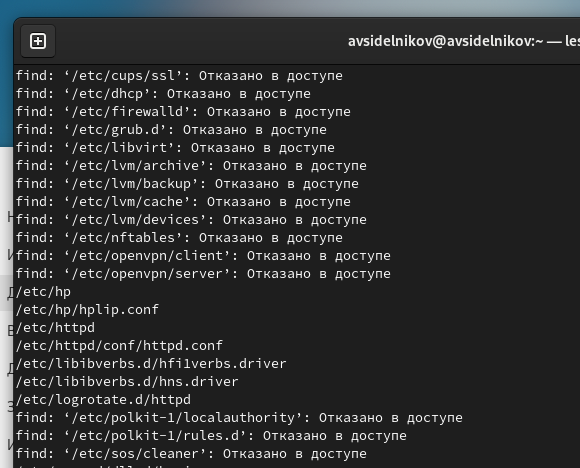 avsidelnikov@avsidelnikov:~ — les
find: ‘/etc/cups/ssl’: Отказано в доступе
find: ‘/etc/dhcp’: Отказано в доступе
find: ‘/etc/firewalld’: Отказано в доступе
find: ‘/etc/grub.d’: Отказано в доступе
find: ‘/etc/libvirt’: Отказано в доступе
find: ‘/etc/lvm/archive’: Отказано в доступе
find: ‘/etc/lvm/backup’: Отказано в доступе
find: ‘/etc/lvm/cache’: Отказано в доступе
find: ‘/etc/lvm/devices’: Отказано в доступе
find: ‘/etc/nftables’: Отказано в доступе
find: ‘/etc/openvpn/client’: Отказано в доступе
find: ‘/etc/openvpn/server’: Отказано в доступе
/etc/hp
/etc/hp/hplip.conf
/etc/httpd
/etc/httpd/conf/httpd.conf
/etc/libibverbs.d/hfi1verbs.driver
/etc/libibverbs.d/hns.driver
/etc/logrotate.d/httpd
find: ‘/etc/polkit-1/localauthority’: Отказано в доступе
find: ‘/etc/polkit-1/rules.d’: Отказано в доступе
find: ‘/etc/sos/cleaner’: Отказано в доступе